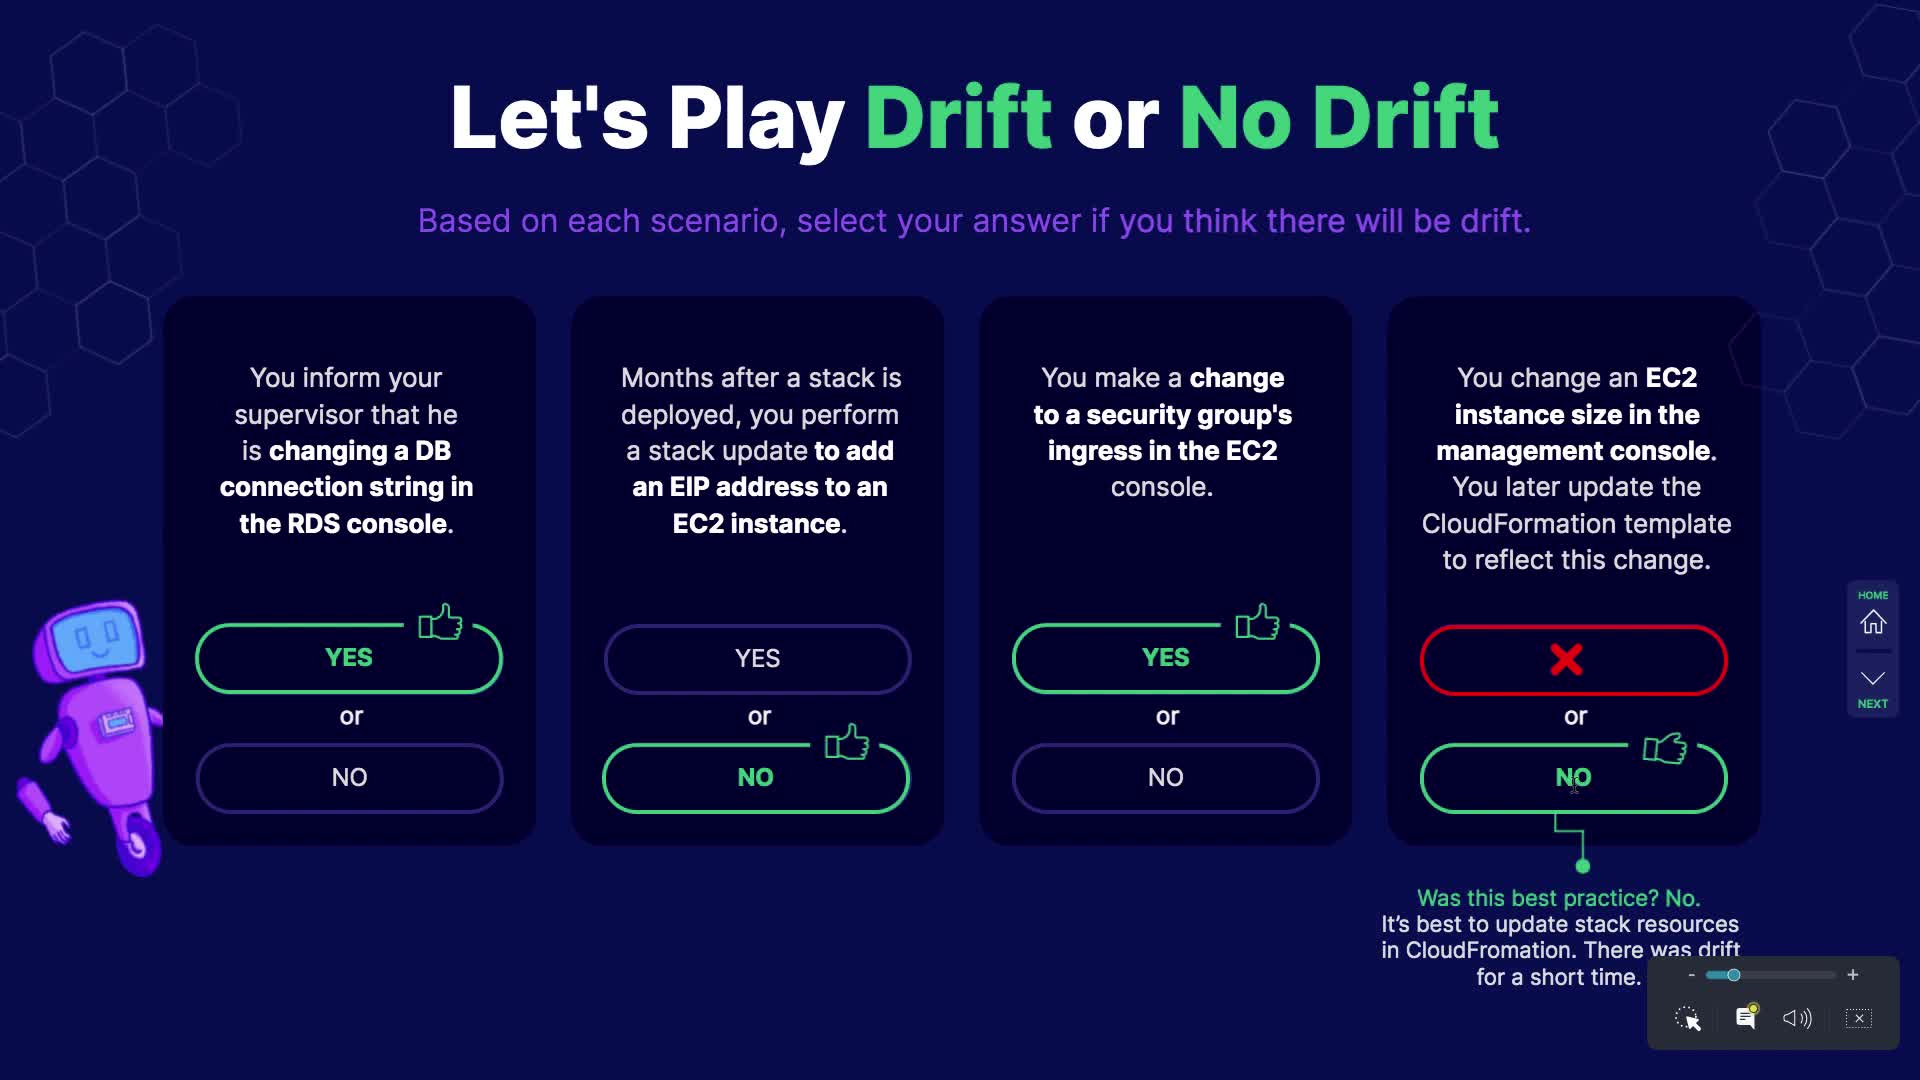 Let's Play Drift or No Drift
Based on each scenario, select your answer if you think there will be drift.
You inform your
supervisor that he
is changing a DB
connection string in
the RDS console.
YES
or
NO
Months after a stack is
deployed, you perform
a stack update to add
an EIP address to an
EC2 instance.
YES
or
NO
You make a change
to a security group's
ingress in the EC2
console.
YES
or
NO
You change an EC2
instance size in the
management console.
You later update the
CloudFormation template
to reflect this change.
or
NO
Was this best practice? No.
It's best to update stack resources
in CloudFromation. There was drift
for a short time.
HOME
NEXT
- +